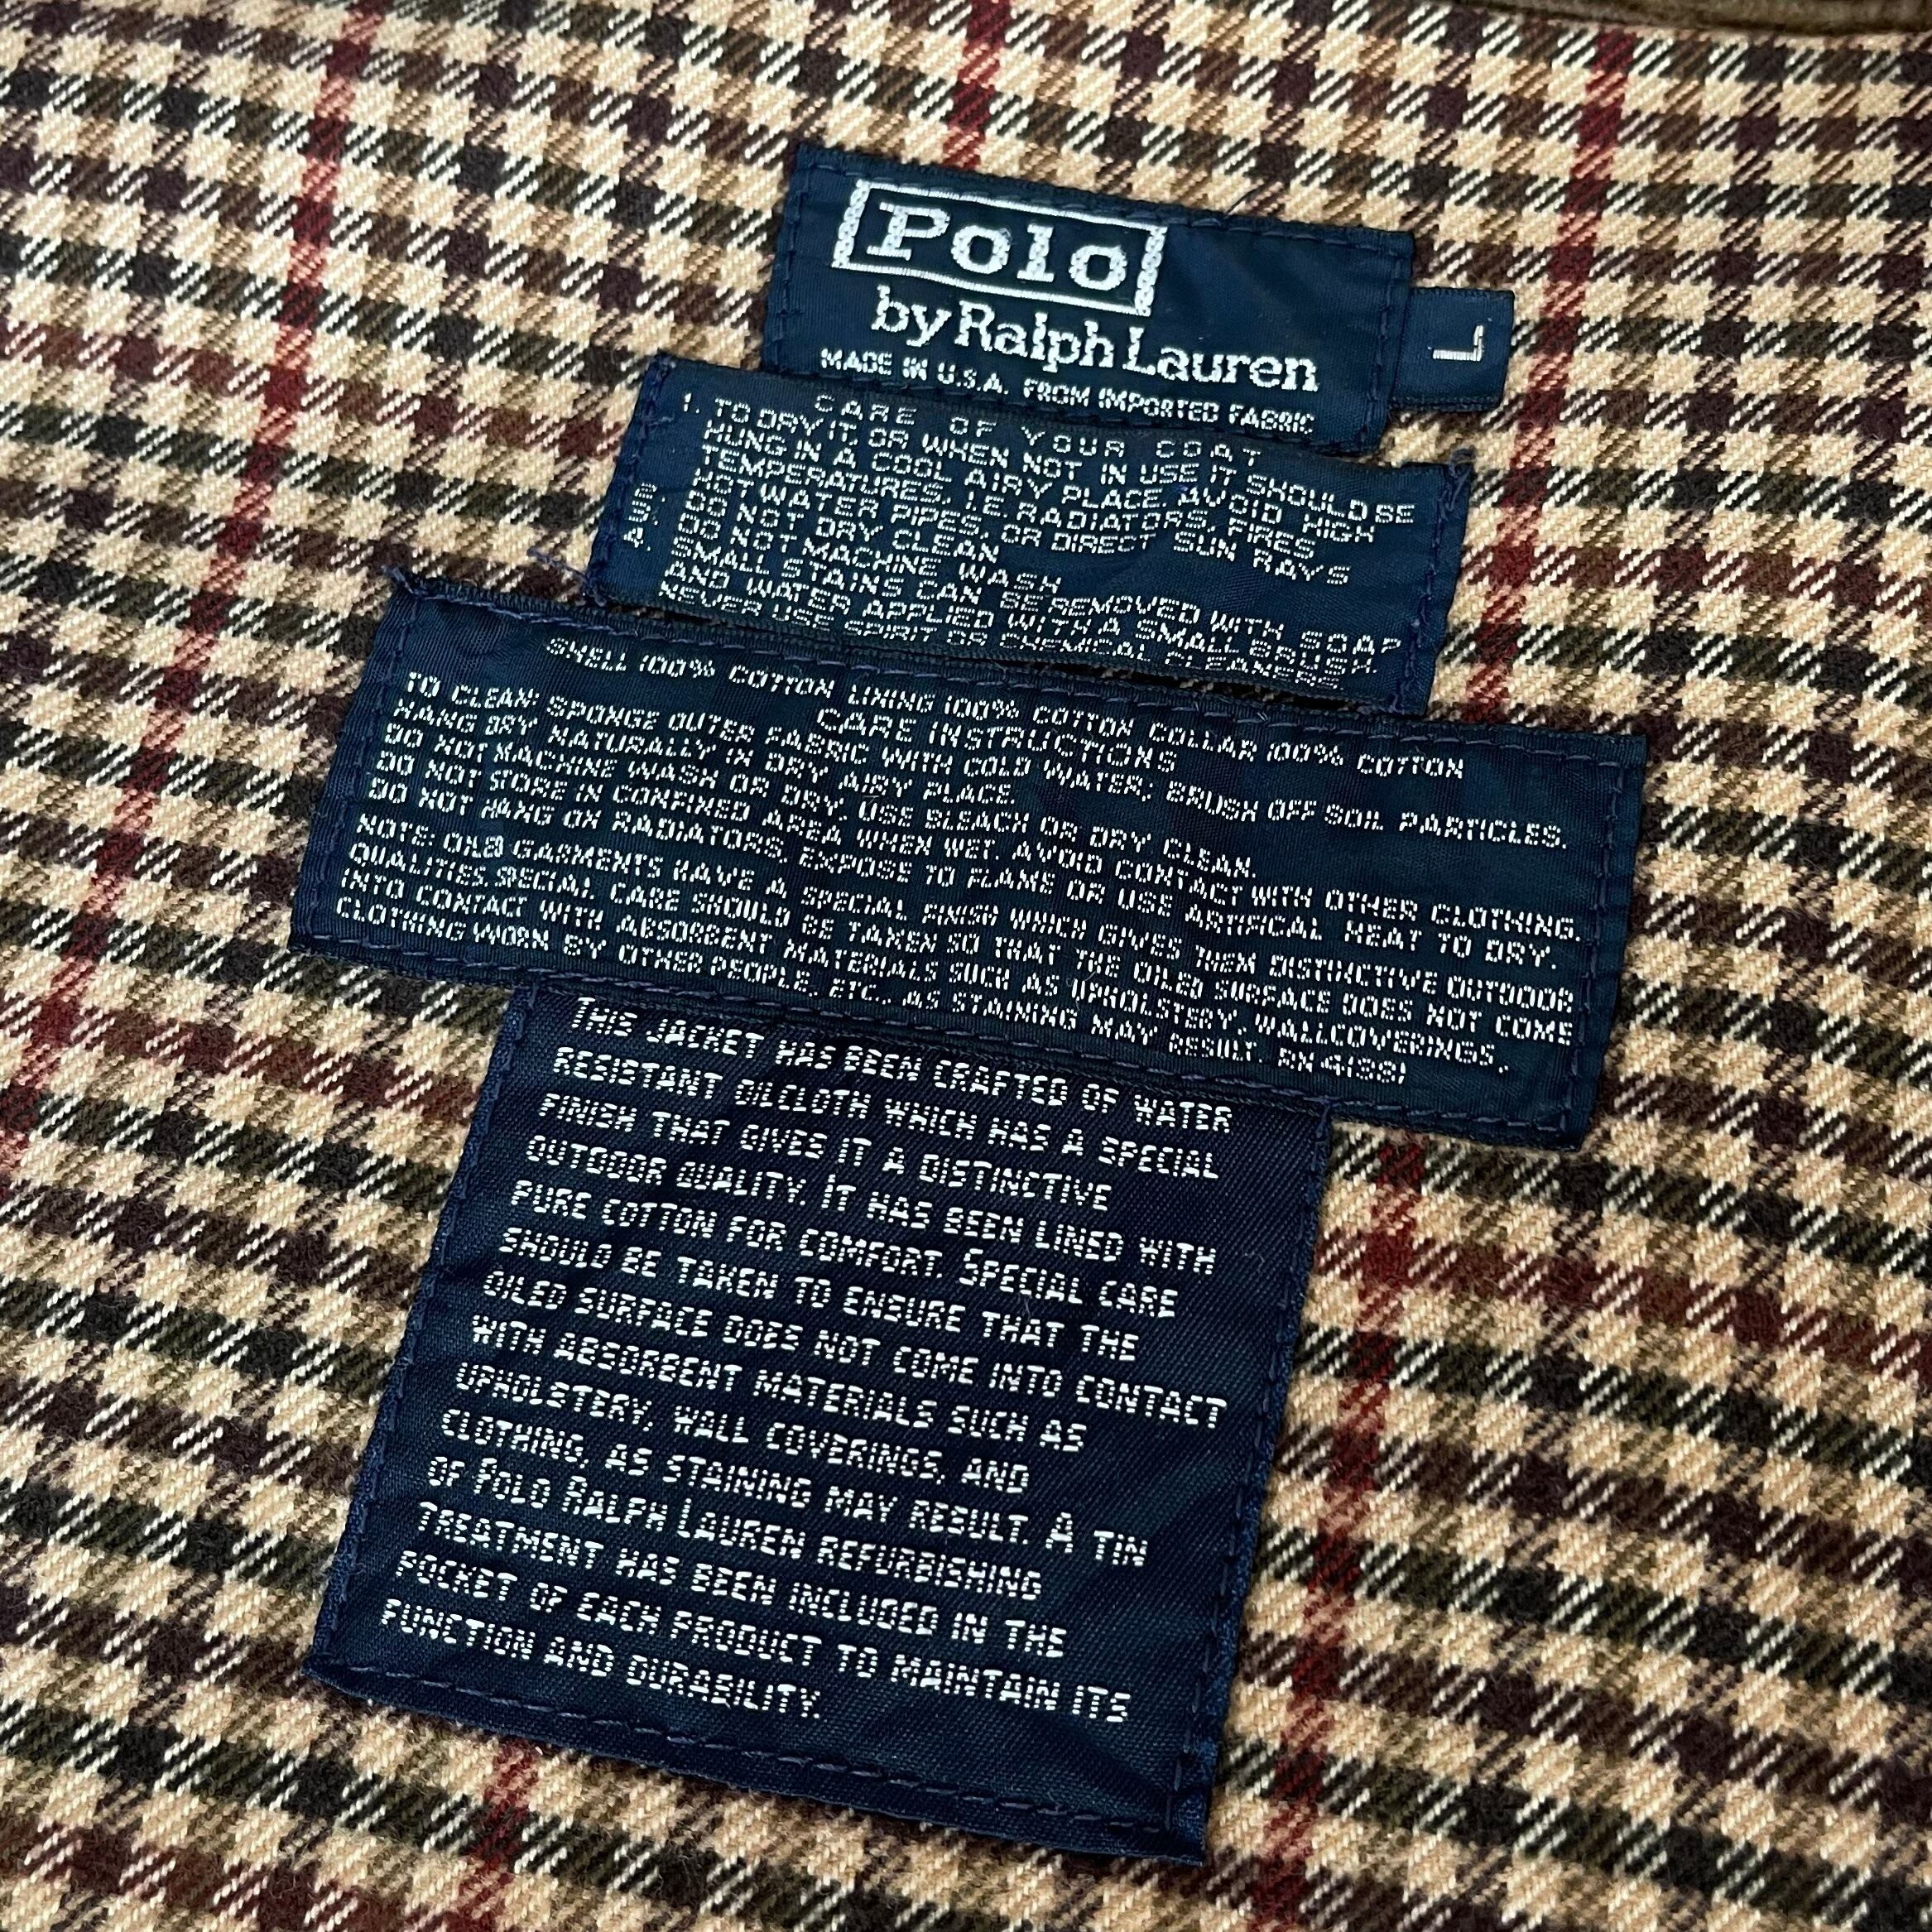 Polo
by Ralph Lauren
MADE IN U.S.A. FROM IMPORTED FABRIC
L
CARE OF YOUR COAT
1. TO DRY IT, OR WHEN NOT IN USE IT SHOULD BE
HUNG IN A COOL AIRY PLACE, AVOID HIGH
TEMPERATURES, I.E. RADIATORS, FIRES
HOT WATER PIPES, OR DIRECT SUN RAYS
DO NOT DRY CLEAN
DO NOT MACHINE WASH
4.
SMALL STAINS CAN BE REMOVED WITH SOAP
AND WATER APPLIED WITH A SMALL BRUSH
NEVER USE SPIRIT OR CHEMICAL CLEANERS
SHELL 100% COTTON LINING 100% COTTON COLLAR 100% COTTON
CARE INSTRUCTIONS
TO CLEAN: SPONGE OUTER FABRIC WITH COLD WATER; BRUSH OFF SOIL PARTICLES.
HANG DRY NATURALLY IN DRY AIRY PLACE.
DO NOT MACHINE WASH OR DRY, USE BLEACH OR DRY CLEAN.
DO NOT STORE IN CONFINED AREA WHEN WET. AVOID CONTACT WITH OTHER CLOTHING.
DO NOT HANG ON RADIATORS, EXPOSE TO FLAME OR USE ARTIFICAL HEAT TO DRY.
NOTE: OILED GARMENTS HAVE A SPECIAL FINISH WHICH GIVES THEM DISTINCTIVE OUTDOOR
QUALITIES. SPECIAL CARE SHOULD BE TAKEN SO THAT THE OILED SURFACE DOES NOT COME
INTO CONTACT WITH ABSORBENT MATERIALS SUCH AS UPHOLSTERY, WALLCOVERINGS,
CLOTHING WORN BY OTHER PEOPLE, ETC. AS STAINING MAY RESULT. RN 41381
THIS JACKET HAS BEEN CRAFTED OF WATER
RESISTANT OILCLOTH WHICH HAS A SPECIAL
FINISH THAT GIVES IT A DISTINCTIVE
OUTDOOR QUALITY. IT HAS BEEN LINED WITH
PURE COTTON FOR COMFORT. SPECIAL CARE
SHOULD BE TAKEN TO ENSURE THAT THE
OILED SURFACE DOES NOT COME INTO CONTACT
WITH ABSORBENT MATERIALS SUCH AS
UPHOLSTERY, WALL COVERINGS, AND
CLOTHING, AS STAINING MAY RESULT. A TIN
OF POLO RALPH LAUREN REFURBISHING
TREATMENT HAS BEEN INCLUDED IN THE
POCKET OF EACH PRODUCT TO MAINTAIN ITS
FUNCTION AND DURABILITY.